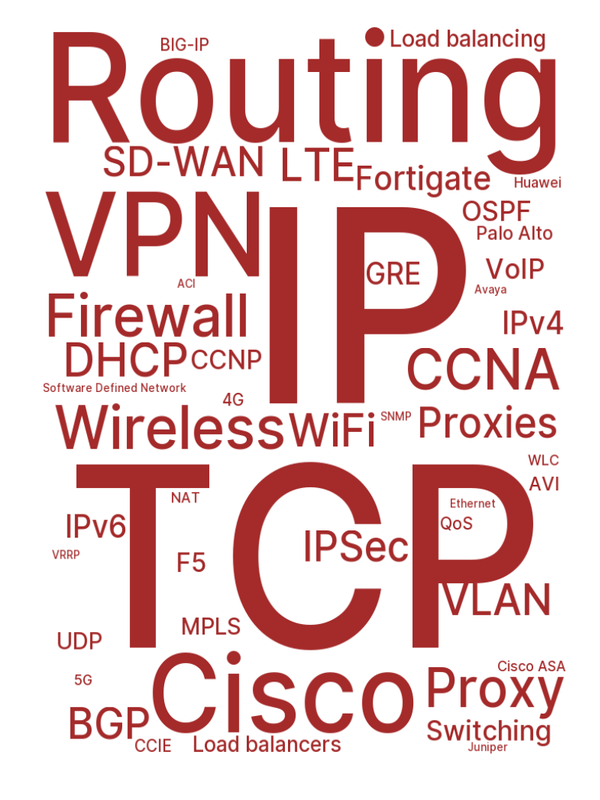 BIG-IP
Load balancing
Routing
SD-WAN
LTE
Fortigate
Huawei
VPN
IP
OSPF
Palo Alto
GRE
VoIP
ACI
Avaya
Firewall
IPv4
DHCP
CCNP
CCNA
Software Defined Network
4G
Wireless
WiFi
SNMP
Proxies
TCP
WLC
AVI
NAT
Ethernet
IPv6
QoS
VRRP
F5
IPSec
VLAN
UDP
MPLS
Cisco
Cisco ASA
5G
Proxy
BGP
Switching
CCIE
Load balancers
Juniper